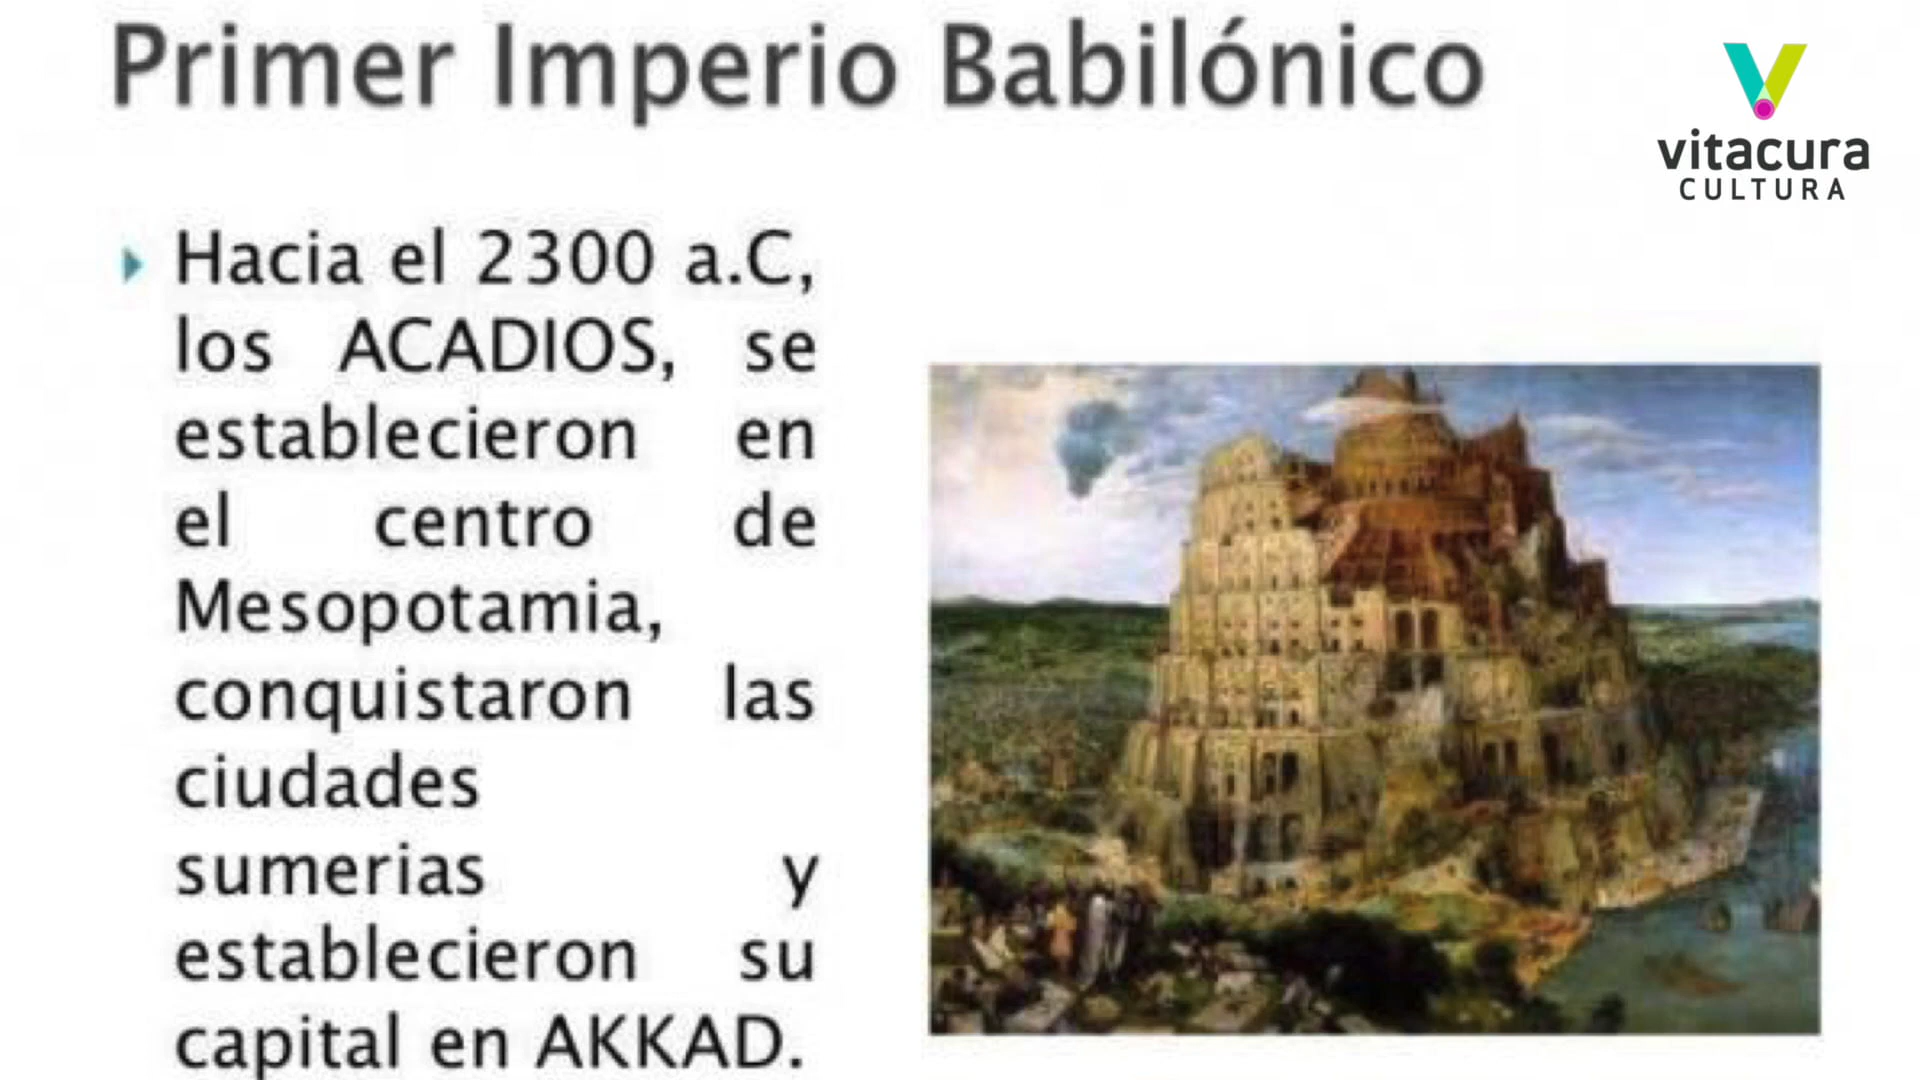 Primer Imperio Babilónico
vitacura
CULTURA
Hacia el 2300 a.C,
los ACADIOS, se
establecieron en
el centro de
Mesopotamia,
conquistaron las
ciudades
sumerias y
establecieron su
capital en AKKAD.